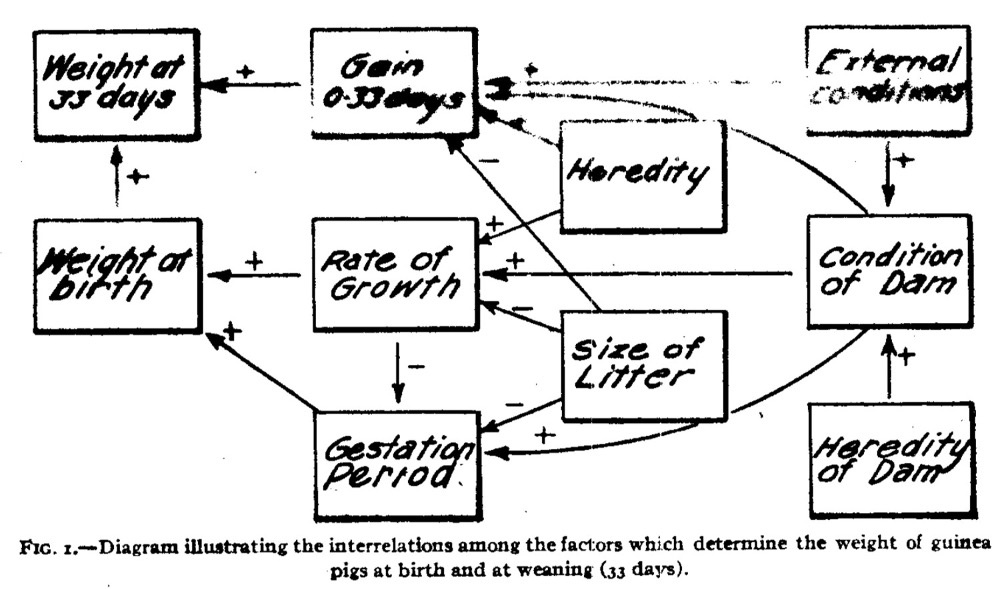 Weight at
33 days
+
Gain
0-33 days
+
External
conditions
+
+
+
Heredity
–
+
Weight at
birth
+
Rate of
Growth
+
Condition
of Dam
–
+
–
Size of
Litter
+
–
+
Gestation
Period.
Heredity
of Dam
FIG. 1.—Diagram illustrating the interrelations among the factors which determine the weight of guinea
pigs at birth and at weaning (33 days).